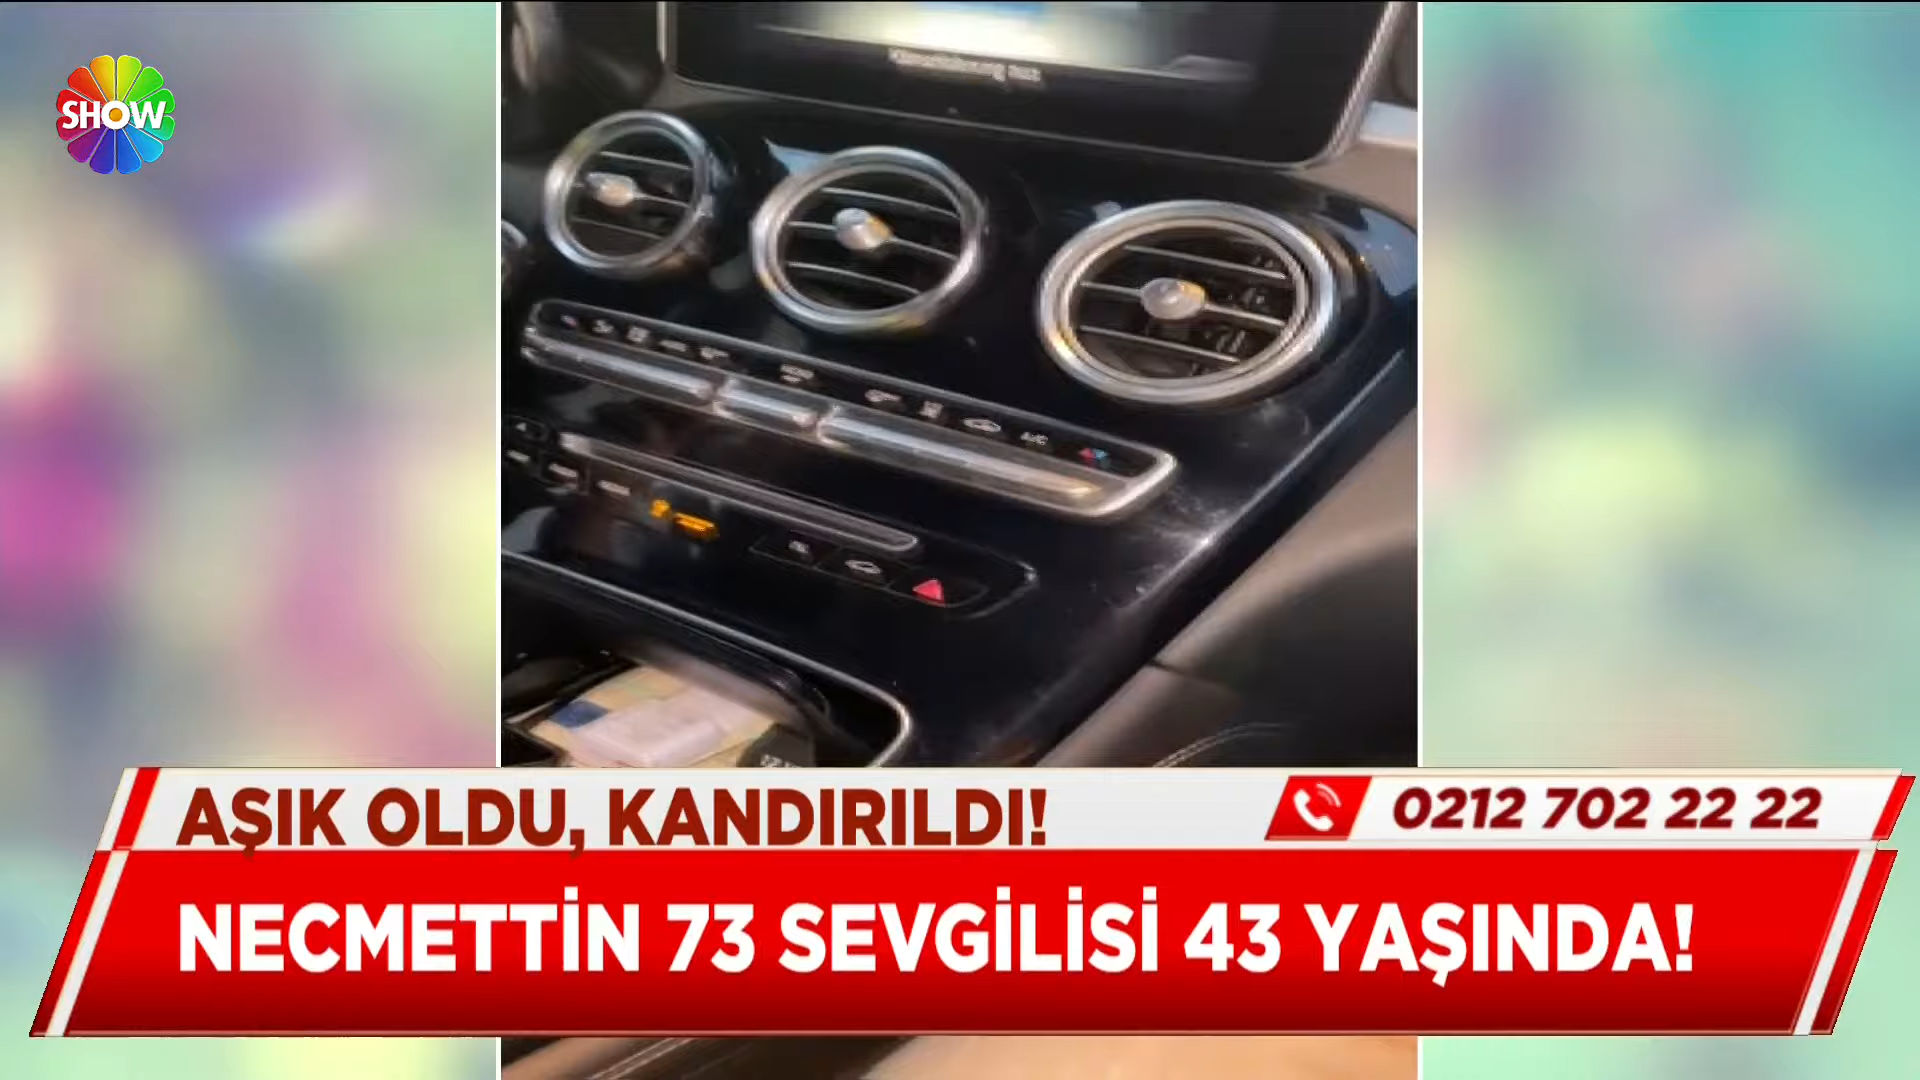 SHOW
AŞIK OLDU, KANDIRILDI!
0212 702 22 22
NECMETTİN 73 SEVGİLİSİ 43 YAŞINDA!